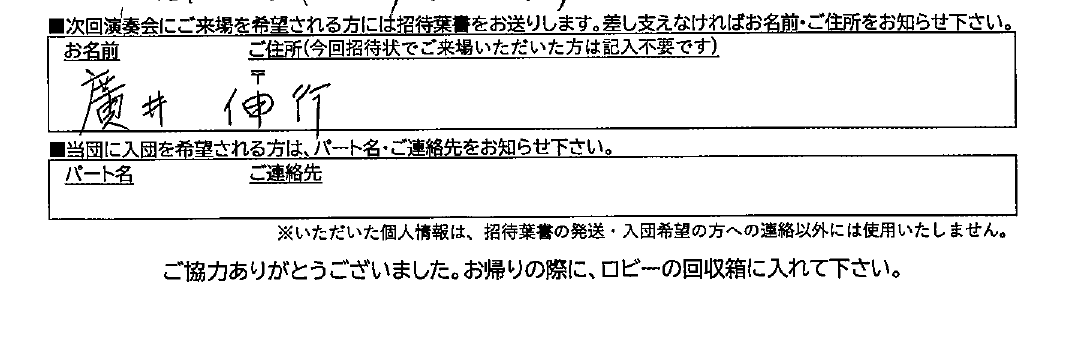 ■次回演奏会にご来場を希望される方には招待葉書をお送りします。差し支えなければお名前・ご住所をお知らせ下さい。
お名前 ご住所(今回招待状でご来場いただいた方は記入不要です)
〒
廣井 伸行
■当団に入団を希望される方は、パート名・ご連絡先をお知らせ下さい。
パート名 ご連絡先
※いただいた個人情報は、招待葉書の発送・入団希望の方への連絡以外には使用いたしません。
ご協力ありがとうございました。お帰りの際に、ロビーの回収箱に入れて下さい。